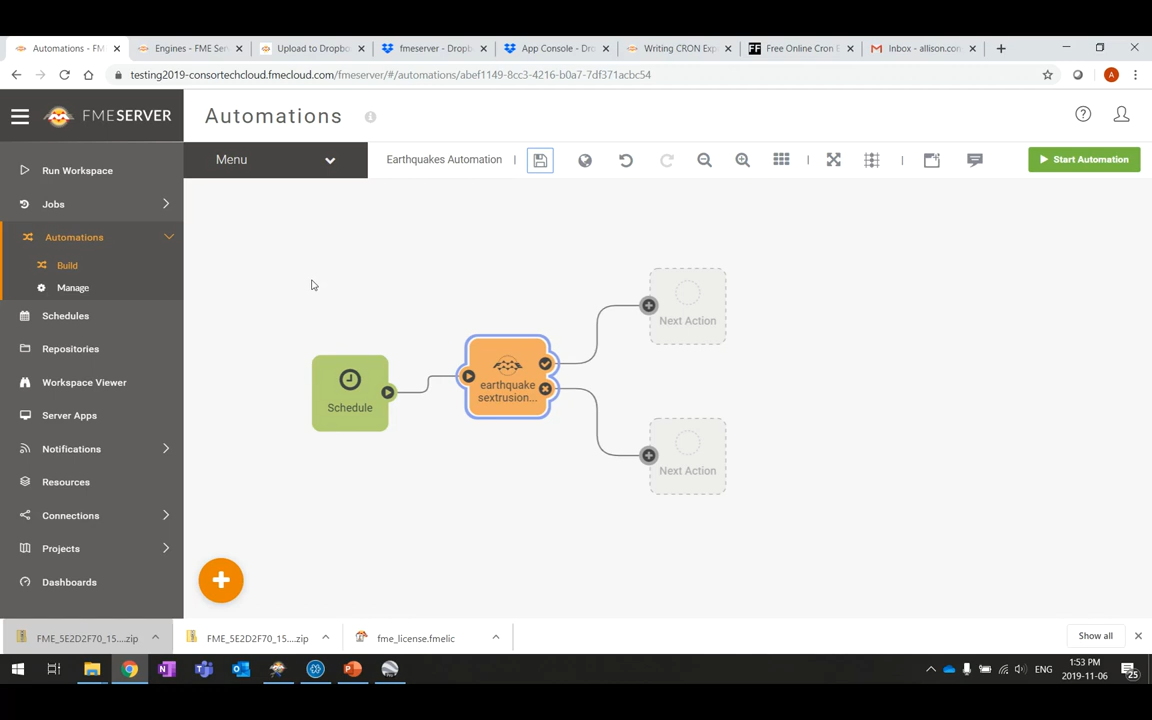 Automations - FM
Engines - FME Ser
Upload to Dropbo
fmeserver - Dropb
App Console - Dro
Writing CRON Exp
Free Online Cron E
Inbox - allison.com
testing2019-consortechcloud.fmecloud.com/fmeserver/#/automations/abef1149-8cc3-4216-b0a7-7df371acbc54
A
FMESERVER
Automations
Menu
Earthquakes Automation
Start Automation
Run Workspace
Jobs
Automations
Build
Manage
Schedules
Repositories
Workspace Viewer
Server Apps
Notifications
Resources
Connections
Projects
Dashboards
Schedule
earthquake
sextrusion...
Next Action
Next Action
FME_5E2D2F70_15....zip
FME_5E2D2F70_15....zip
fme_license.fmelic
Show all
ENG
1:53 PM
2019-11-06
25